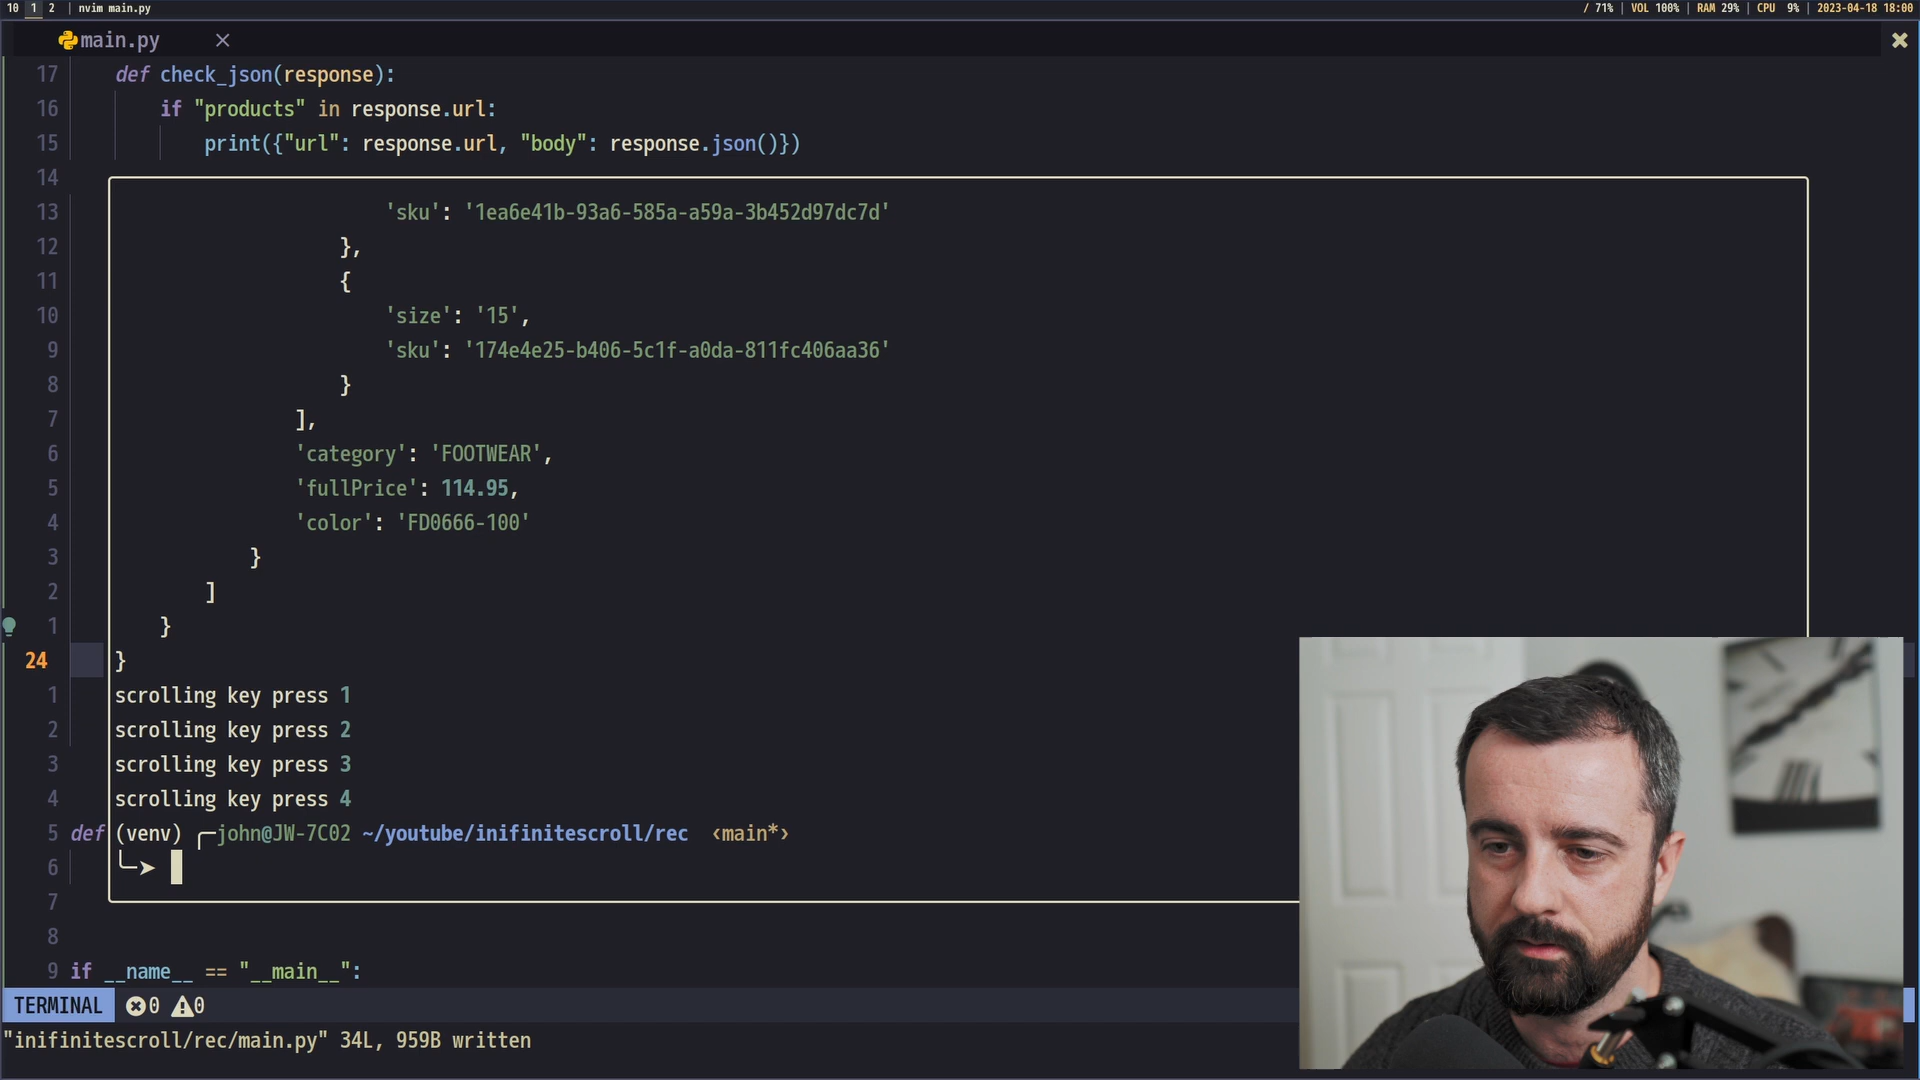 10 1 2 | nvim main.py
/ 71% | VOL 100% | RAM 29% | CPU 9% | 2023-04-18 18:00
main.py
17 def check_json(response):
16 if "products" in response.url:
15 print({"url": response.url, "body": response.json()})
14
13 'sku': '1ea6e41b-93a6-585a-a59a-3b452d97dc7d'
12 },
11 {
10 'size': '15',
9 'sku': '174e4e25-b406-5c1f-a0da-811fc406aa36'
8 }
7 ],
6 'category': 'FOOTWEAR',
5 'fullPrice': 114.95,
4 'color': 'FD0666-100'
3 }
2 ]
1 }
24 }
1 scrolling key press 1
2 scrolling key press 2
3 scrolling key press 3
4 scrolling key press 4
5 def (venv) john@JW-7C02 ~/youtube/inifinitescroll/rec ‹main*›
6
7
8
9 if __name__ == "__main__":
TERMINAL 0 0
"inifinitescroll/rec/main.py" 34L, 959B written